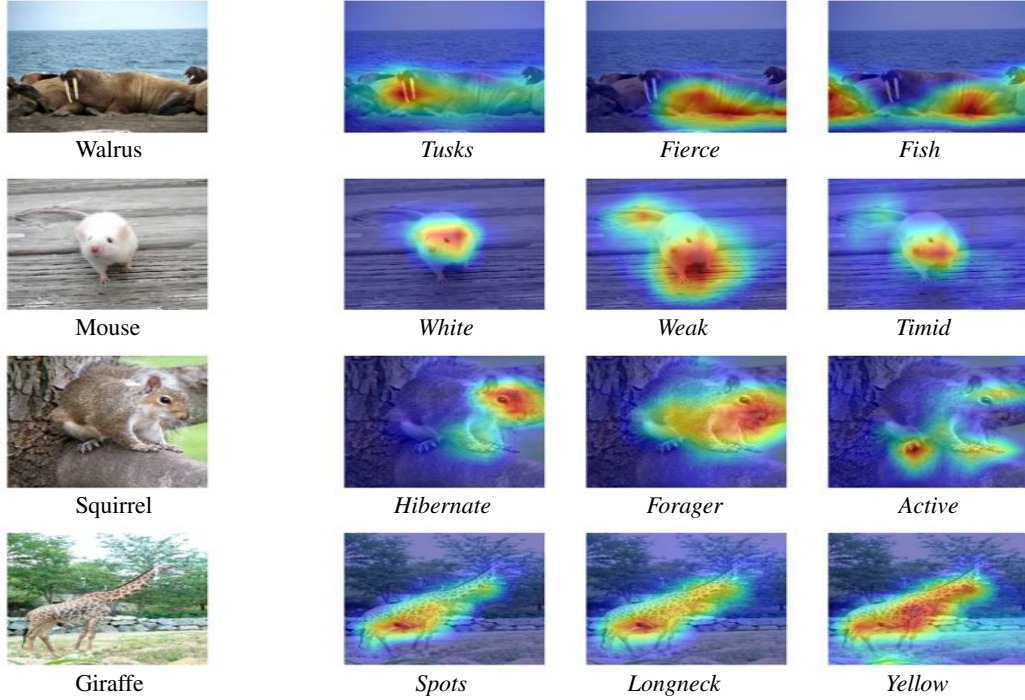 Walrus Tusks Fierce Fish
Mouse White Weak Timid
Squirrel Hibernate Forager Active
Giraffe Spots Longneck Yellow